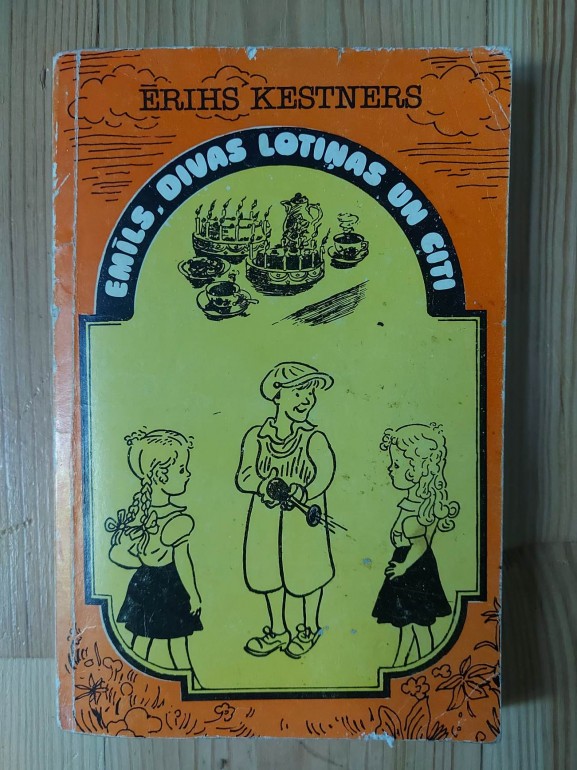 ĒRIHS KESTNERS
EMĪLS, DIVAS LOTIŅAS UN CITI